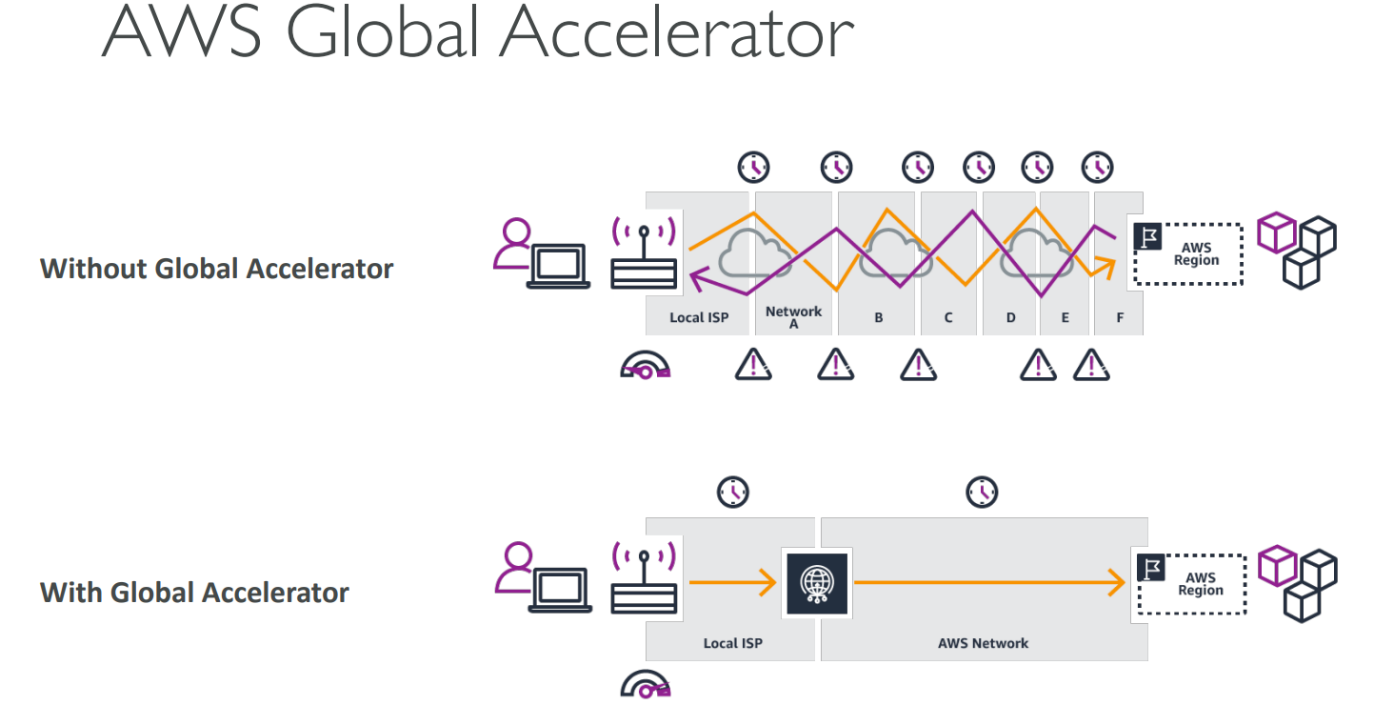 AWS Global Accelerator
Without Global Accelerator
Local ISP
Network
A
B
C
D
E
F
AWS
Region
With Global Accelerator
Local ISP
AWS Network
AWS
Region